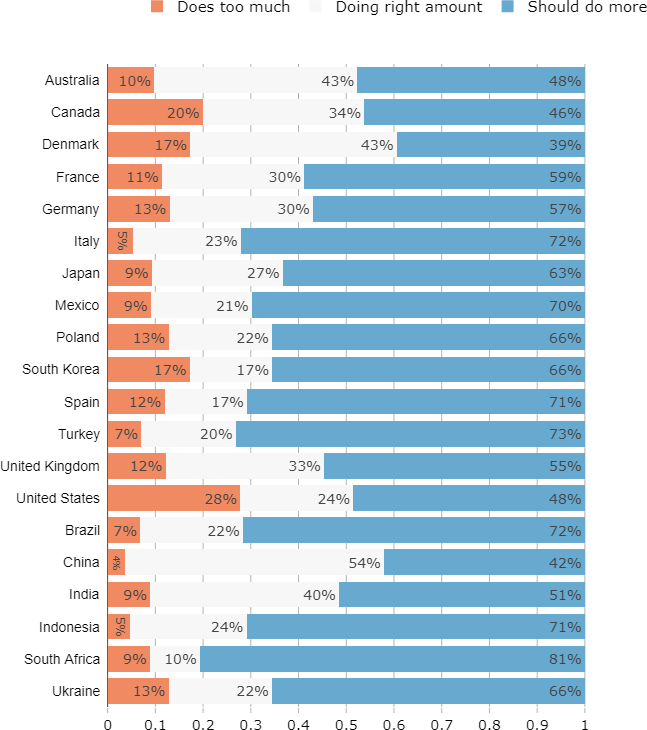 Does too much Doing right amount Should do more
Australia 10% 43% 48%
Canada 20% 34% 46%
Denmark 17% 43% 39%
France 11% 30% 59%
Germany 13% 30% 57%
Italy 5% 23% 72%
Japan 9% 27% 63%
Mexico 9% 21% 70%
Poland 13% 22% 66%
South Korea 17% 17% 66%
Spain 12% 17% 71%
Turkey 7% 20% 73%
United Kingdom 12% 33% 55%
United States 28% 24% 48%
Brazil 7% 22% 72%
China 4% 54% 42%
India 9% 40% 51%
Indonesia 5% 24% 71%
South Africa 9% 10% 81%
Ukraine 13% 22% 66%
0 0.1 0.2 0.3 0.4 0.5 0.6 0.7 0.8 0.9 1